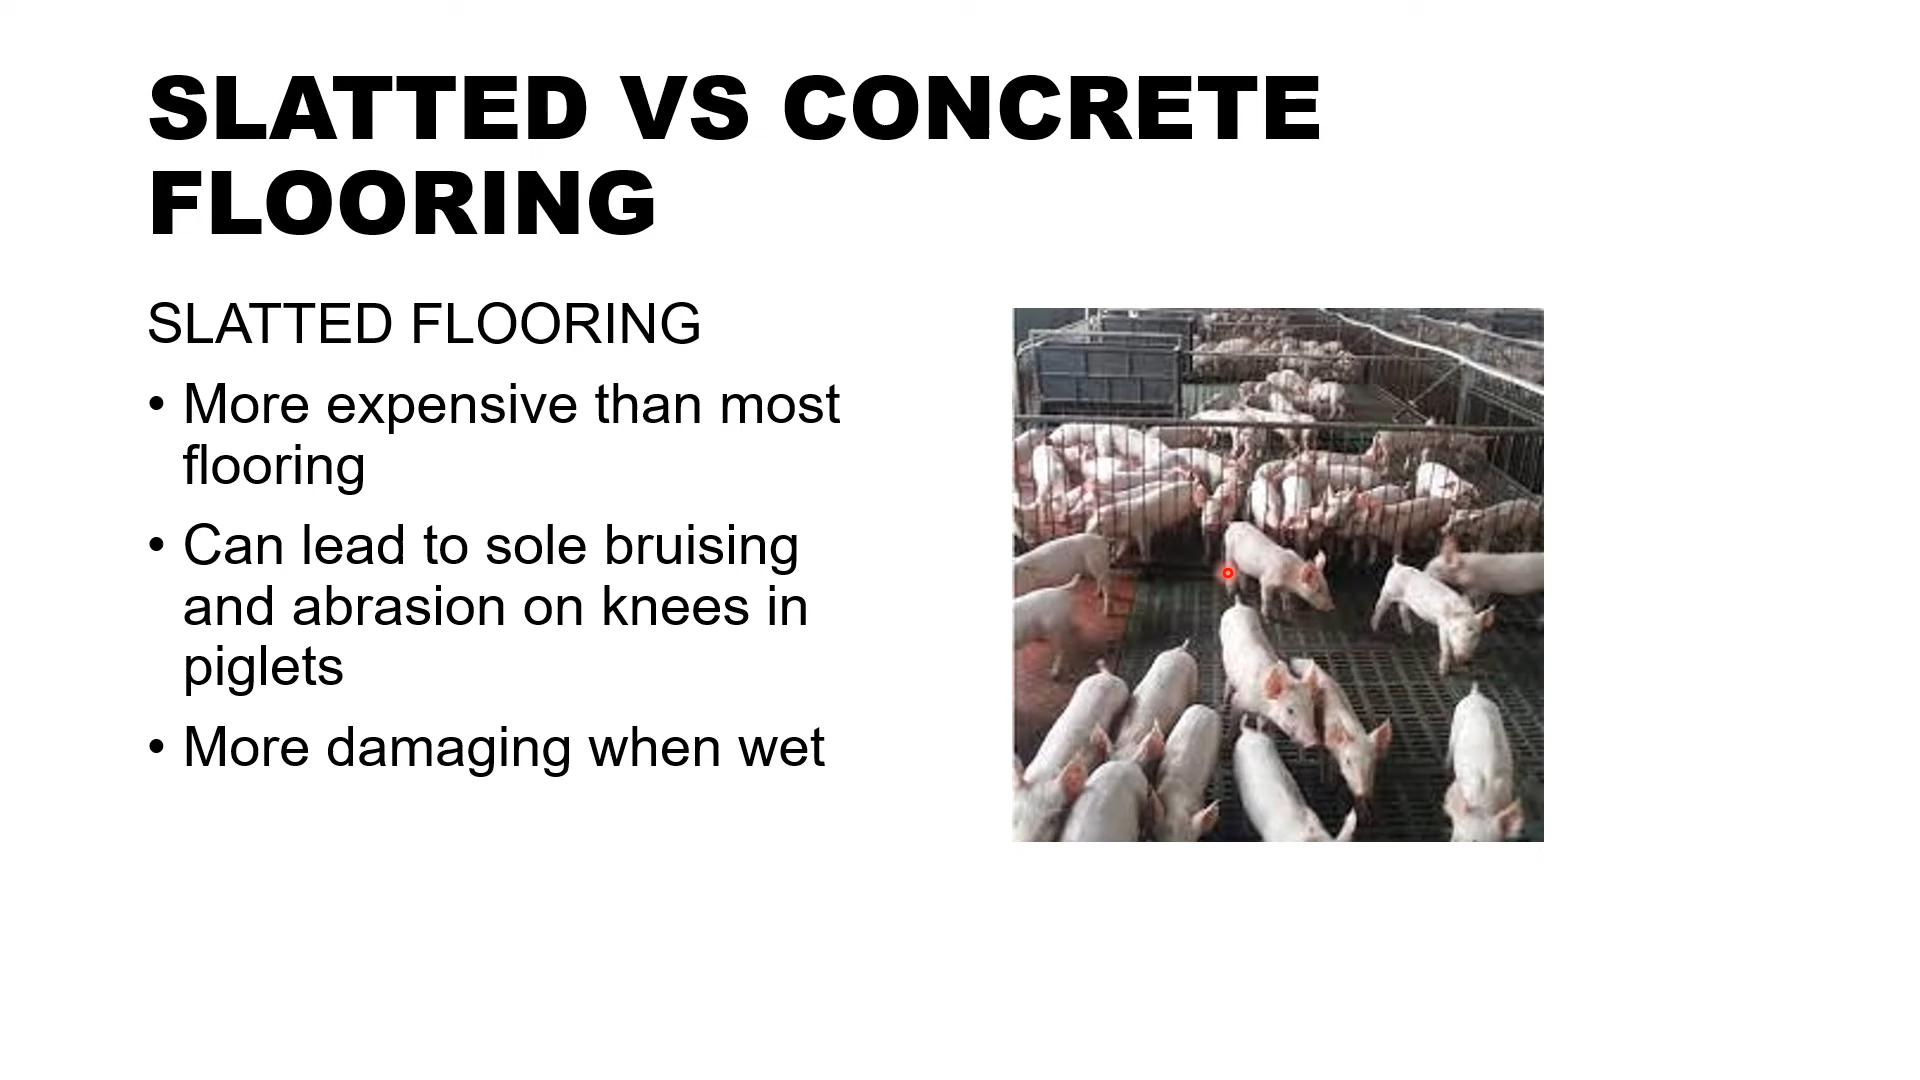 SLATTED VS CONCRETE
FLOORING
SLATTED FLOORING
• More expensive than most
flooring
• Can lead to sole bruising
and abrasion on knees in
piglets
• More damaging when wet